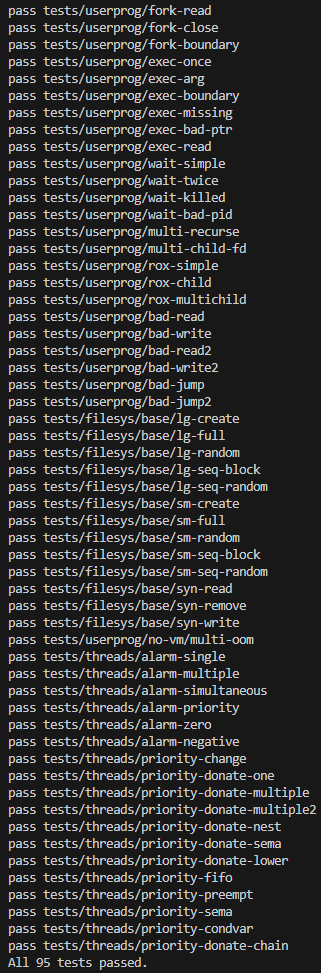 pass tests/userprog/fork-read
pass tests/userprog/fork-close
pass tests/userprog/fork-boundary
pass tests/userprog/exec-once
pass tests/userprog/exec-arg
pass tests/userprog/exec-boundary
pass tests/userprog/exec-missing
pass tests/userprog/exec-bad-ptr
pass tests/userprog/exec-read
pass tests/userprog/wait-simple
pass tests/userprog/wait-twice
pass tests/userprog/wait-killed
pass tests/userprog/wait-bad-pid
pass tests/userprog/multi-recurse
pass tests/userprog/multi-child-fd
pass tests/userprog/rox-simple
pass tests/userprog/rox-child
pass tests/userprog/rox-multichild
pass tests/userprog/bad-read
pass tests/userprog/bad-write
pass tests/userprog/bad-read2
pass tests/userprog/bad-write2
pass tests/userprog/bad-jump
pass tests/userprog/bad-jump2
pass tests/filesys/base/lg-create
pass tests/filesys/base/lg-full
pass tests/filesys/base/lg-random
pass tests/filesys/base/lg-seq-block
pass tests/filesys/base/lg-seq-random
pass tests/filesys/base/sm-create
pass tests/filesys/base/sm-full
pass tests/filesys/base/sm-random
pass tests/filesys/base/sm-seq-block
pass tests/filesys/base/sm-seq-random
pass tests/filesys/base/syn-read
pass tests/filesys/base/syn-remove
pass tests/filesys/base/syn-write
pass tests/userprog/no-vm/multi-oom
pass tests/threads/alarm-single
pass tests/threads/alarm-multiple
pass tests/threads/alarm-simultaneous
pass tests/threads/alarm-priority
pass tests/threads/alarm-zero
pass tests/threads/alarm-negative
pass tests/threads/priority-change
pass tests/threads/priority-donate-one
pass tests/threads/priority-donate-multiple
pass tests/threads/priority-donate-multiple2
pass tests/threads/priority-donate-nest
pass tests/threads/priority-donate-sema
pass tests/threads/priority-donate-lower
pass tests/threads/priority-fifo
pass tests/threads/priority-preempt
pass tests/threads/priority-sema
pass tests/threads/priority-condvar
pass tests/threads/priority-donate-chain
All 95 tests passed.